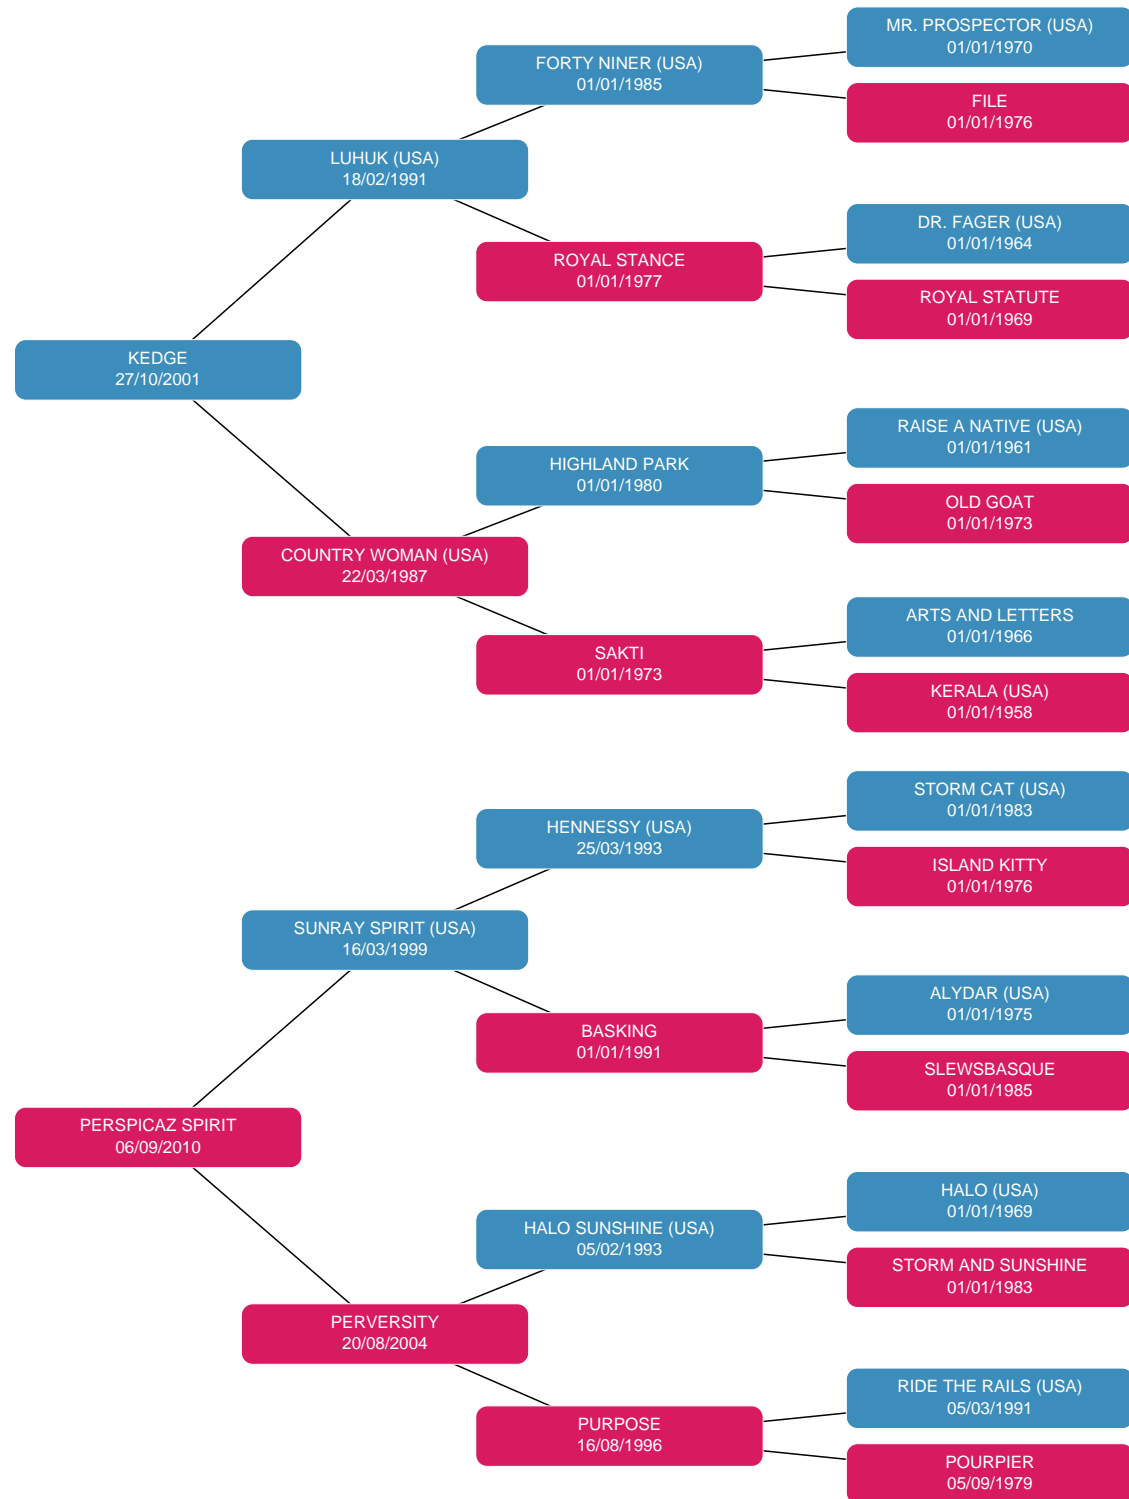 MR. PROSPECTOR (USA)
01/01/1970
FORTY NINER (USA)
01/01/1985
FILE
01/01/1976
LUHUK (USA)
18/02/1991
DR. FAGER (USA)
01/01/1964
ROYAL STANCE
01/01/1977
ROYAL STATUTE
01/01/1969
KEDGE
27/10/2001
RAISE A NATIVE (USA)
01/01/1961
HIGHLAND PARK
01/01/1980
OLD GOAT
01/01/1973
COUNTRY WOMAN (USA)
22/03/1987
ARTS AND LETTERS
01/01/1966
SAKTI
01/01/1973
KERALA (USA)
01/01/1958
STORM CAT (USA)
01/01/1983
HENNESSY (USA)
25/03/1993
ISLAND KITTY
01/01/1976
SUNRAY SPIRIT (USA)
16/03/1999
ALYDAR (USA)
01/01/1975
BASKING
01/01/1991
SLEWSBASQUE
01/01/1985
PERSPICAZ SPIRIT
06/09/2010
HALO (USA)
01/01/1969
HALO SUNSHINE (USA)
05/02/1993
STORM AND SUNSHINE
01/01/1983
PERVERSITY
20/08/2004
RIDE THE RAILS (USA)
05/03/1991
PURPOSE
16/08/1996
POURPIER
05/09/1979